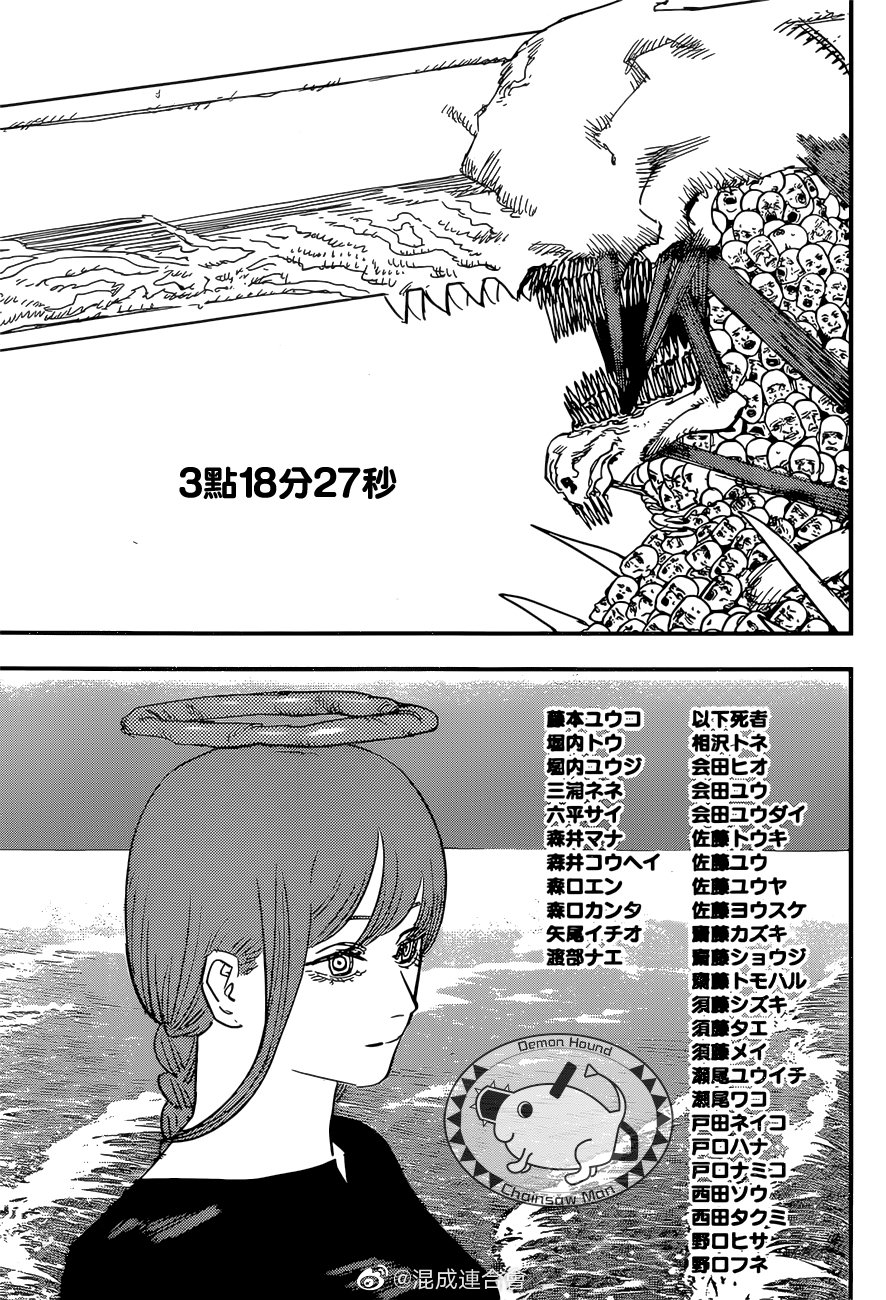 3點18分27秒
以下死者
相沢トネ
会田ヒオ
会田ユウ
会田ユウダイ
佐藤トウキ
佐藤ユウ
佐藤ユウヤ
佐藤ヨウスケ
齋藤カズキ
齋藤ショウジ
齋藤トモハル
須藤シズキ
須藤タエ
須藤メイ
瀬尾ユウイチ
瀬尾ワコ
戸田ネイコ
戸口ハナ
戸口ナミコ
西田ソウ
西田タクミ
野口ヒサ
野口フネ
藤本ユウコ
堀内トウ
堀内ユウジ
三洞ネネ
六平サイ
森井マナ
森井コウヘイ
森口エン
森口カンタ
矢尾イチオ
渡部ナエ
Demon Hound
Chainsaw Man
@混成連合會